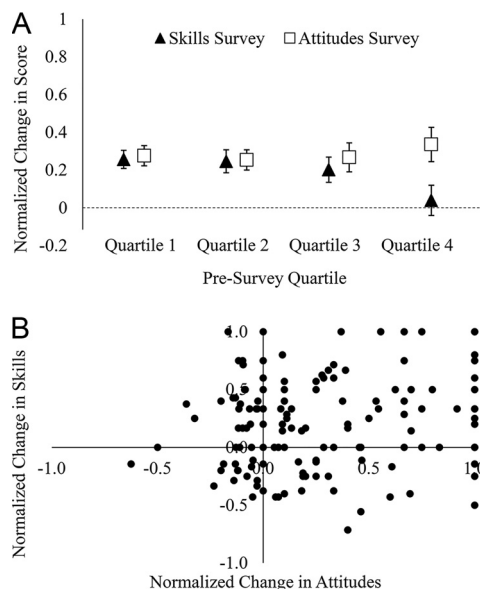 A
1
Skills Survey Attitudes Survey
0.8
0.6
0.4
0.2
0
-0.2
Normalized Change in Score
Quartile 1 Quartile 2 Quartile 3 Quartile 4
Pre-Survey Quartile
B
1.0
0.5
-1.0 -0.5 0.0 0.5 1.0
-0.5
-1.0
Normalized Change in Skills
Normalized Change in Attitudes